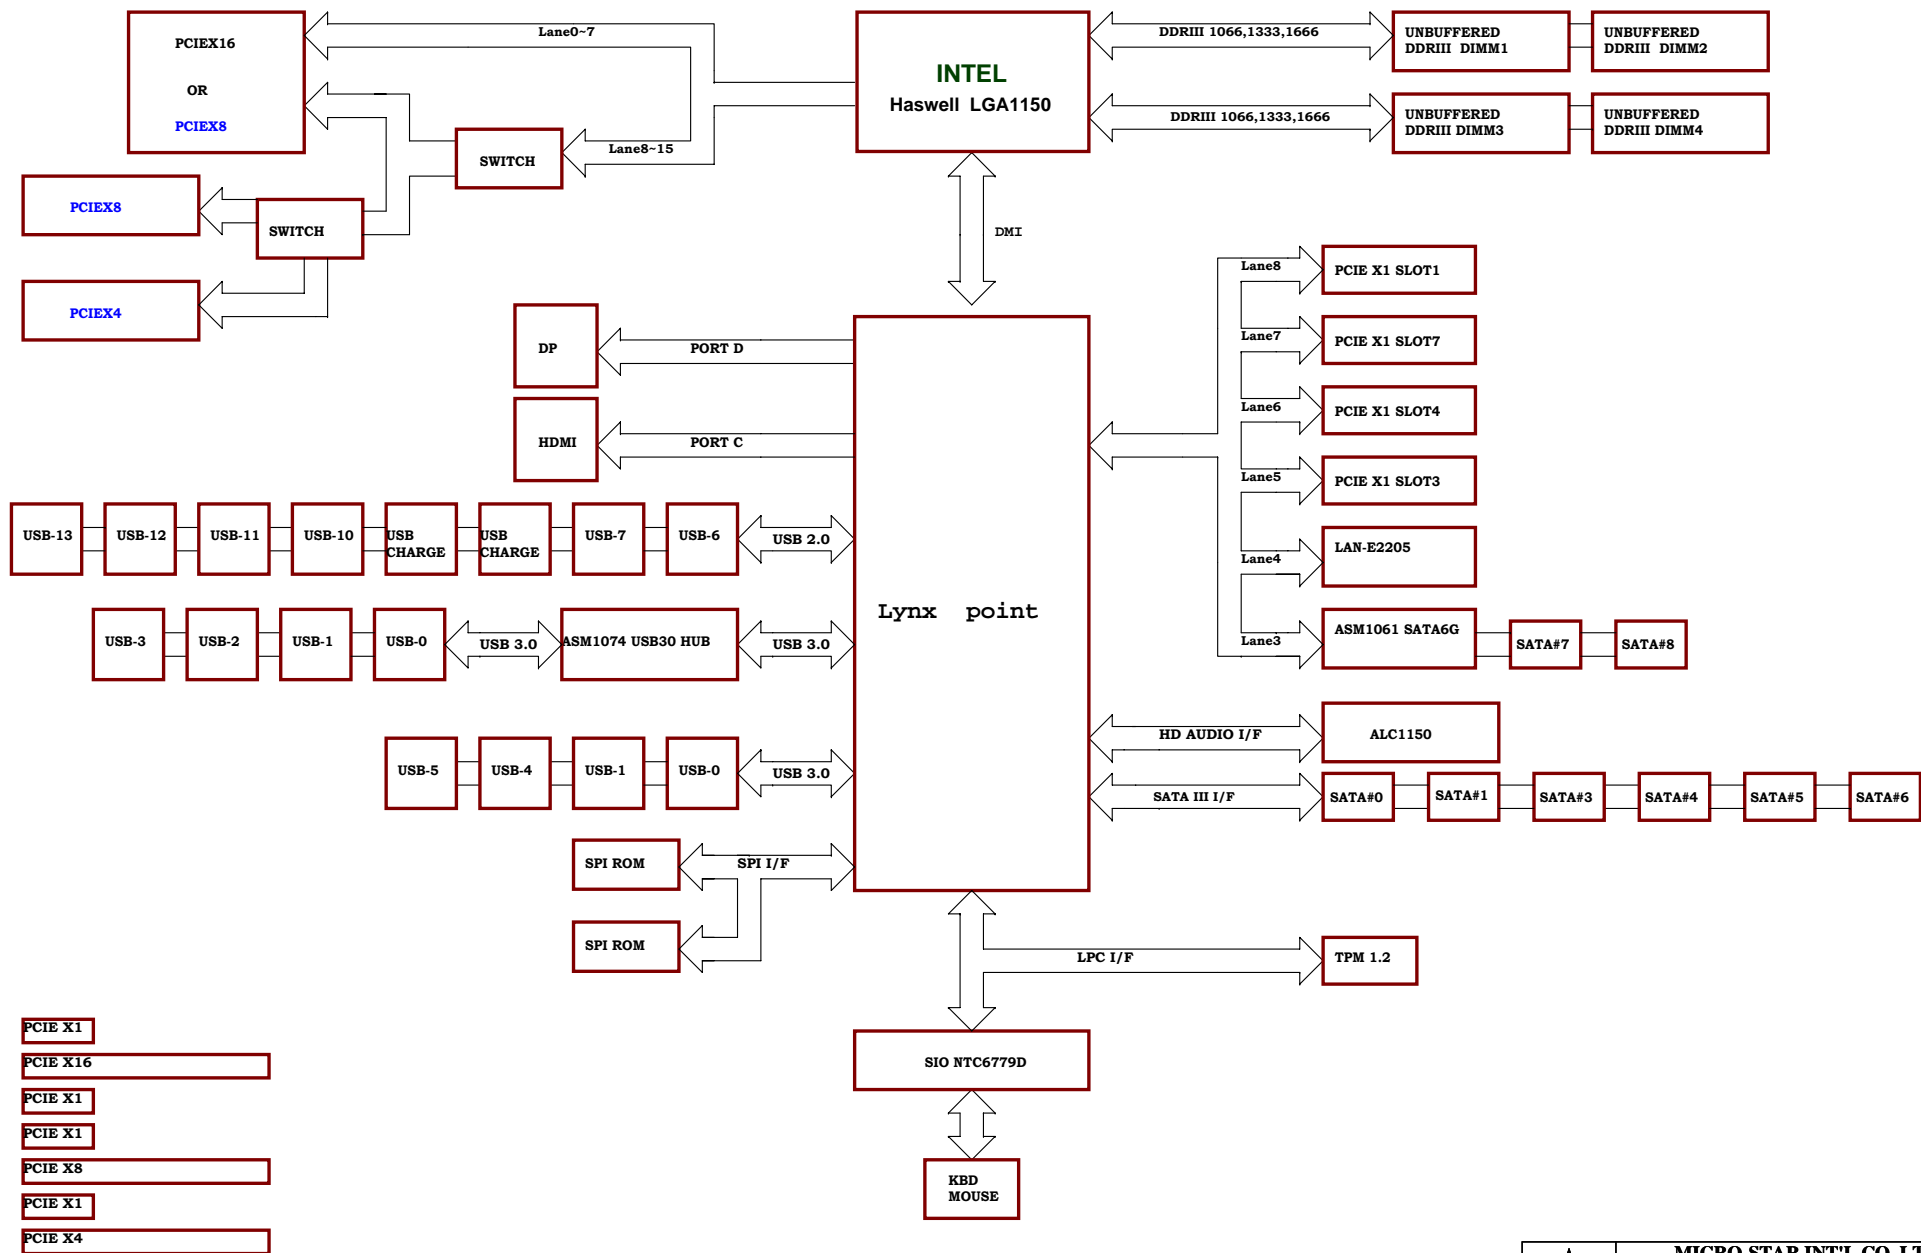 PCIEX16
OR
PCIEX8
Lane0~7
INTEL
Haswell LGA1150
DDRIII 1066,1333,1666
UNBUFFERED
DDRIII DIMM1
UNBUFFERED
DDRIII DIMM2
DDRIII 1066,1333,1666
UNBUFFERED
DDRIII DIMM3
UNBUFFERED
DDRIII DIMM4
SWITCH
Lane8~15
PCIEX8
SWITCH
PCIEX4
DMI
Lane8
PCIE X1 SLOT1
Lane7
PCIE X1 SLOT7
Lane6
PCIE X1 SLOT4
Lane5
PCIE X1 SLOT3
Lane4
LAN-E2205
Lane3
ASM1061 SATA6G
SATA#7
SATA#8
DP
PORT D
HDMI
PORT C
USB-13
USB-12
USB-11
USB-10
USB
CHARGE
USB
CHARGE
USB-7
USB-6
USB 2.0
Lynx point
USB-3
USB-2
USB-1
USB-0
USB 3.0
ASM1074 USB30 HUB
USB 3.0
USB-5
USB-4
USB-1
USB-0
USB 3.0
HD AUDIO I/F
ALC1150
SATA III I/F
SATA#0
SATA#1
SATA#3
SATA#4
SATA#5
SATA#6
SPI ROM
SPI I/F
SPI ROM
LPC I/F
TPM 1.2
SIO NTC6779D
KBD
MOUSE
PCIE X1
PCIE X16
PCIE X1
PCIE X1
PCIE X8
PCIE X1
PCIE X4
MICRO-STAR INT'L CO.,LT